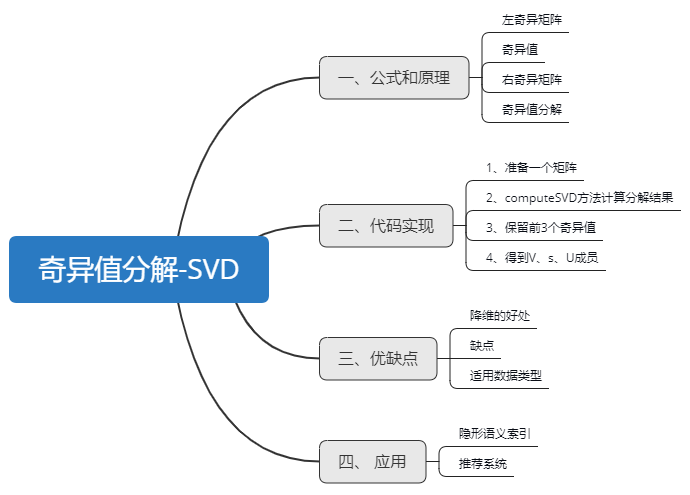 奇异值分解-SVD
一、公式和原理
左奇异矩阵
奇异值
右奇异矩阵
奇异值分解
二、代码实现
1、准备一个矩阵
2、computeSVD方法计算分解结果
3、保留前3个奇异值
4、得到V、s、U成员
三、优缺点
降维的好处
缺点
适用数据类型
四、 应用
隐形语义索引
推荐系统